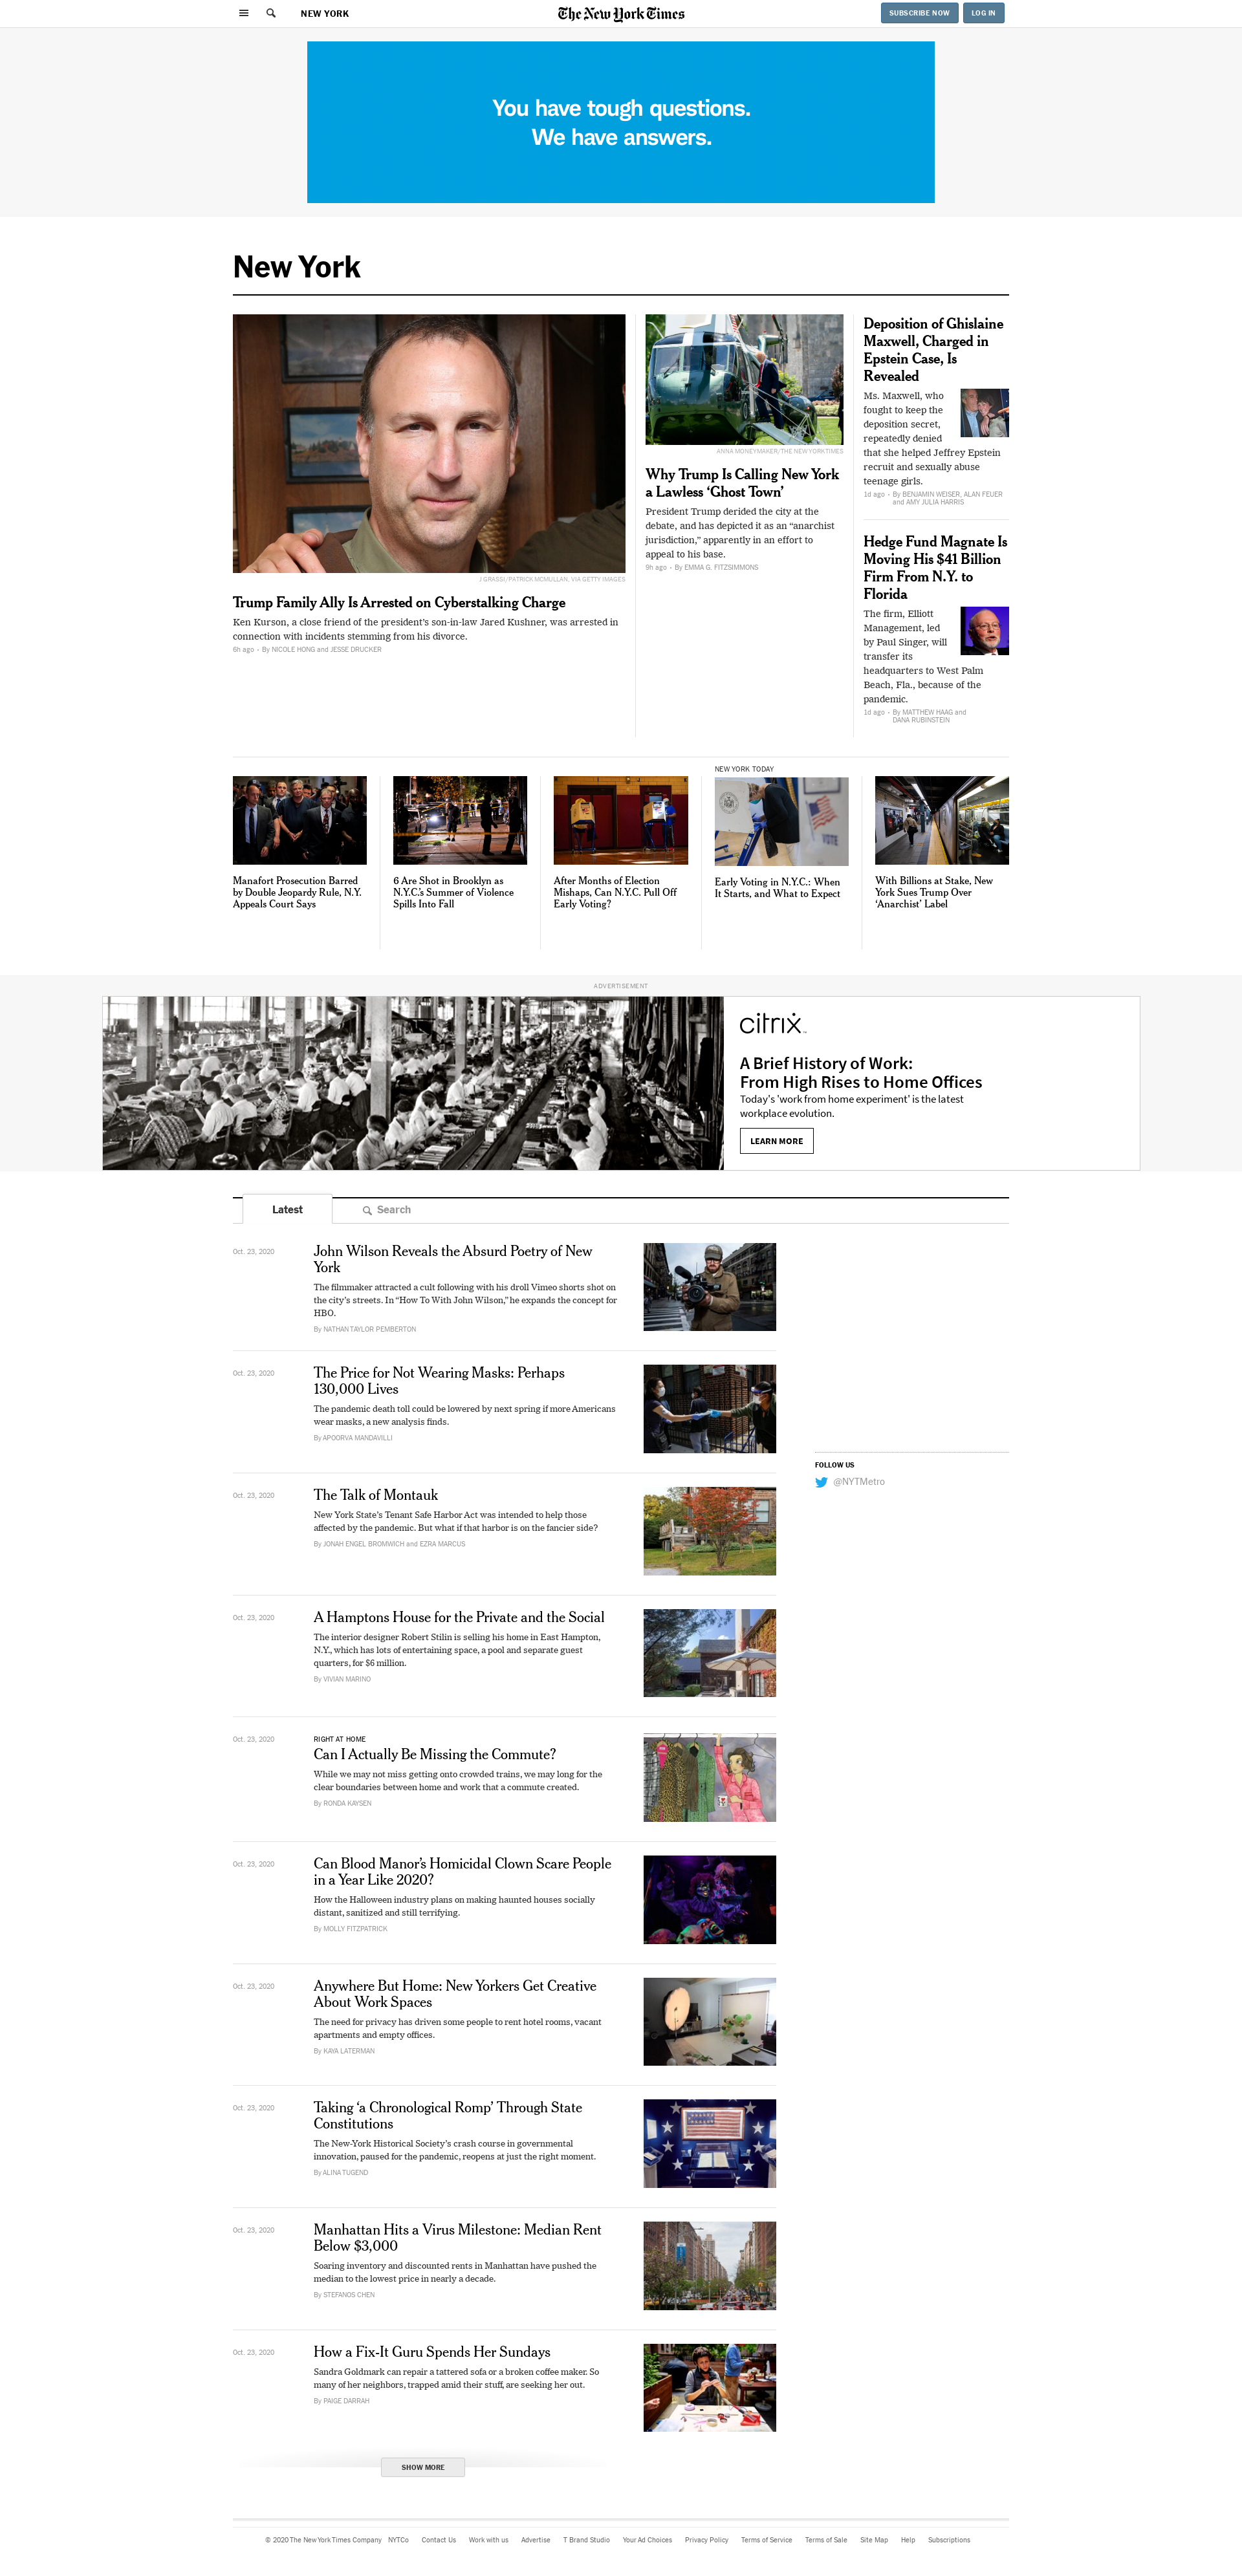 NEW YORK
The New York Times
SUBSCRIBE NOW
LOG IN
You have tough questions.
We have answers.
New York
J GRASSI/PATRICK MCMULLAN, VIA GETTY IMAGES
Trump Family Ally Is Arrested on Cyberstalking Charge
Ken Kurson, a close friend of the president's son-in-law Jared Kushner, was arrested in
connection with incidents stemming from his divorce.
6h ago - By NICOLE HONG and JESSE DRUCKER
ANNA MONEYMAKER/THE NEW YORK TIMES
Why Trump Is Calling New York
a Lawless ‘Ghost Town’
President Trump derided the city at the
debate, and has depicted it as an “anarchist
jurisdiction,” apparently in an effort to
appeal to his base.
9h ago - By EMMA G. FITZSIMMONS
Deposition of Ghislaine
Maxwell, Charged in
Epstein Case, Is
Revealed
Ms. Maxwell, who
fought to keep the
deposition secret,
repeatedly denied
that she helped Jeffrey Epstein
recruit and sexually abuse
teenage girls.
1d ago - By BENJAMIN WEISER, ALAN FEUER
and AMY JULIA HARRIS
Hedge Fund Magnate Is
Moving His $41 Billion
Firm From N.Y. to
Florida
The firm, Elliott
Management, led
by Paul Singer, will
transfer its
headquarters to West Palm
Beach, Fla., because of the
pandemic.
1d ago - By MATTHEW HAAG and
DANA RUBINSTEIN
Manafort Prosecution Barred
by Double Jeopardy Rule, N.Y.
Appeals Court Says
6 Are Shot in Brooklyn as
N.Y.C.’s Summer of Violence
Spills Into Fall
After Months of Election
Mishaps, Can N.Y.C. Pull Off
Early Voting?
NEW YORK TODAY
Early Voting in N.Y.C.: When
It Starts, and What to Expect
With Billions at Stake, New
York Sues Trump Over
‘Anarchist’ Label
ADVERTISEMENT
citrix
A Brief History of Work:
From High Rises to Home Offices
Today's 'work from home experiment' is the latest
workplace evolution.
LEARN MORE
Latest
Search
Oct. 23, 2020
John Wilson Reveals the Absurd Poetry of New
York
The filmmaker attracted a cult following with his droll Vimeo shorts shot on
the city’s streets. In “How To With John Wilson,” he expands the concept for
HBO.
By NATHAN TAYLOR PEMBERTON
Oct. 23, 2020
The Price for Not Wearing Masks: Perhaps
130,000 Lives
The pandemic death toll could be lowered by next spring if more Americans
wear masks, a new analysis finds.
By APOORVA MANDAVILLI
FOLLOW US
@NYTMetro
Oct. 23, 2020
The Talk of Montauk
New York State’s Tenant Safe Harbor Act was intended to help those
affected by the pandemic. But what if that harbor is on the fancier side?
By JONAH ENGEL BROMWICH and EZRA MARCUS
Oct. 23, 2020
A Hamptons House for the Private and the Social
The interior designer Robert Stilin is selling his home in East Hampton,
N.Y., which has lots of entertaining space, a pool and separate guest
quarters, for $6 million.
By VIVIAN MARINO
Oct. 23, 2020
RIGHT AT HOME
Can I Actually Be Missing the Commute?
While we may not miss getting onto crowded trains, we may long for the
clear boundaries between home and work that a commute created.
By RONDA KAYSEN
Oct. 23, 2020
Can Blood Manor’s Homicidal Clown Scare People
in a Year Like 2020?
How the Halloween industry plans on making haunted houses socially
distant, sanitized and still terrifying.
By MOLLY FITZPATRICK
Oct. 23, 2020
Anywhere But Home: New Yorkers Get Creative
About Work Spaces
The need for privacy has driven some people to rent hotel rooms, vacant
apartments and empty offices.
By KAYA LATERMAN
Oct. 23, 2020
Taking ‘a Chronological Romp’ Through State
Constitutions
The New-York Historical Society’s crash course in governmental
innovation, paused for the pandemic, reopens at just the right moment.
By ALINA TUGEND
Oct. 23, 2020
Manhattan Hits a Virus Milestone: Median Rent
Below $3,000
Soaring inventory and discounted rents in Manhattan have pushed the
median to the lowest price in nearly a decade.
By STEFANOS CHEN
Oct. 23, 2020
How a Fix-It Guru Spends Her Sundays
Sandra Goldmark can repair a tattered sofa or a broken coffee maker. So
many of her neighbors, trapped amid their stuff, are seeking her out.
By PAIGE DARRAH
SHOW MORE
© 2020 The New York Times Company NYTCo Contact Us Work with us Advertise T Brand Studio Your Ad Choices Privacy Policy Terms of Service Terms of Sale Site Map Help Subscriptions